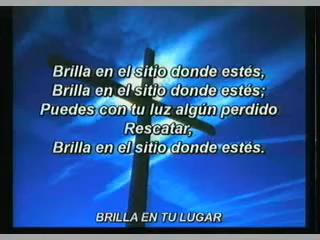 Brilla en el sitio donde estés,
Brilla en el sitio donde estés;
Puedes con tu luz algún perdido
Rescatar,
Brilla en el sitio donde estés.
BRILLA EN TU LUGAR